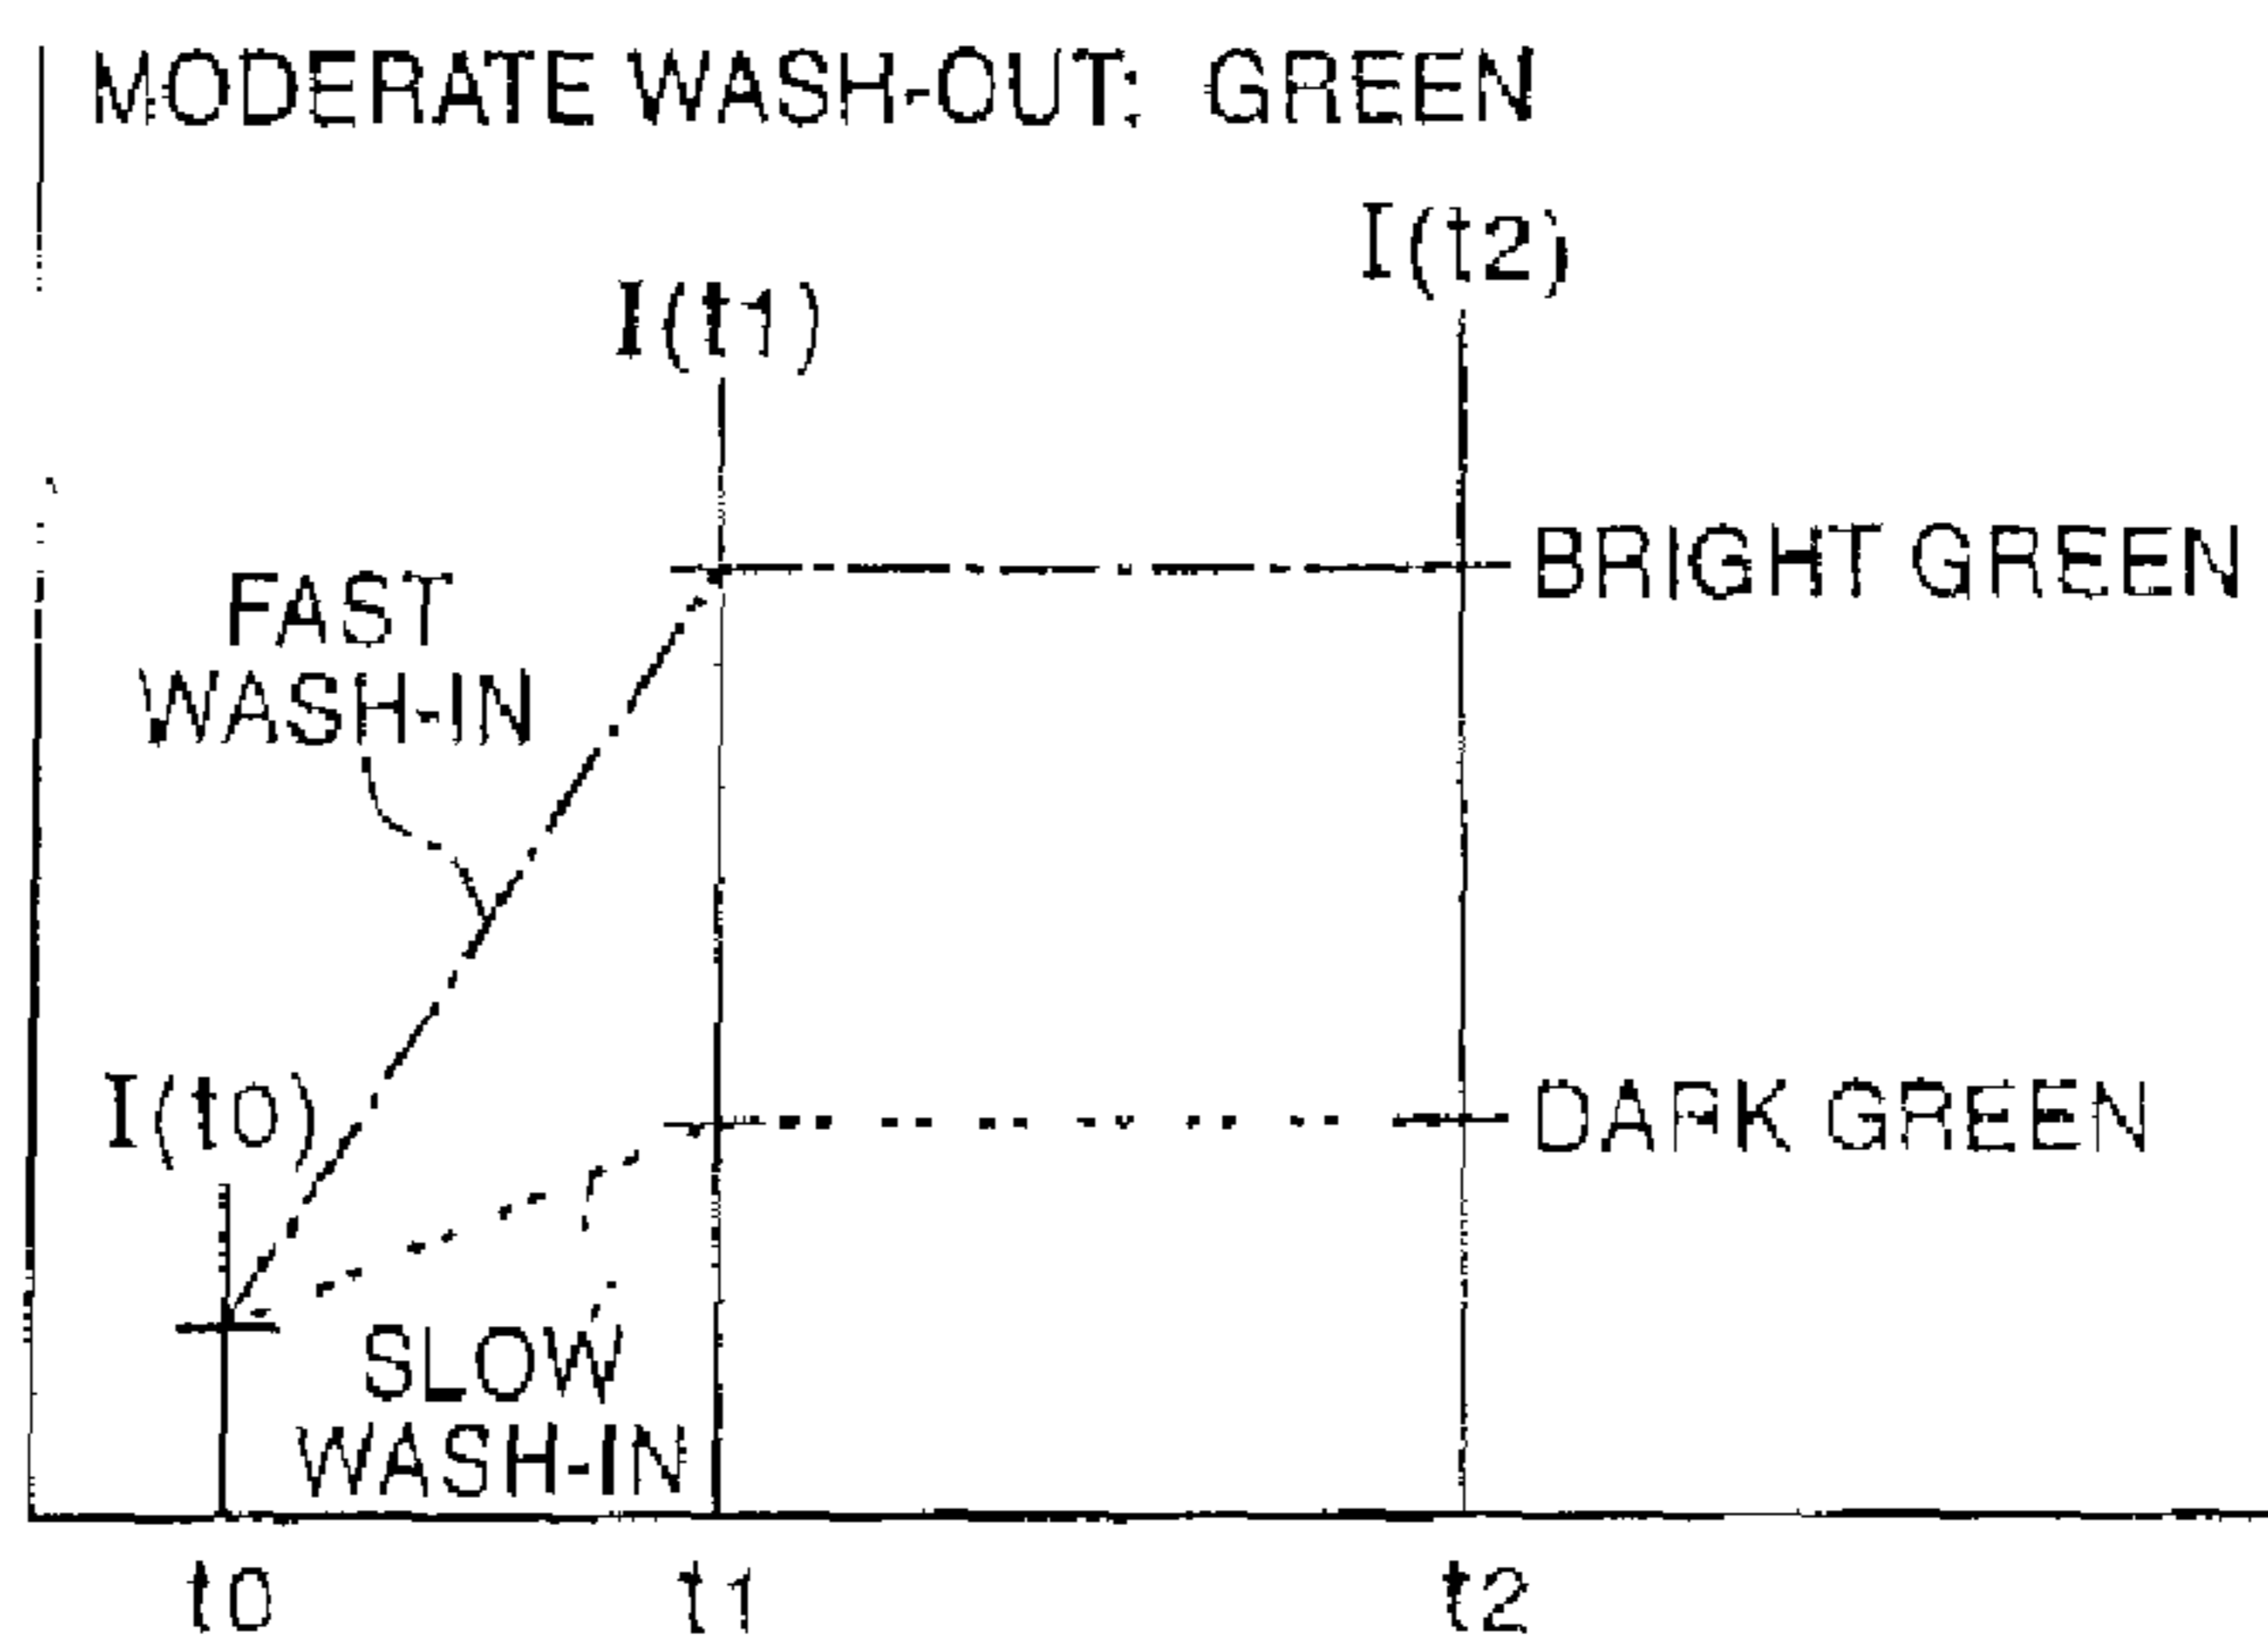 MODERATE WASH-OUT: GREEN
I(t2)
I(t1)
BRIGHT GREEN
FAST
WASH-IN
I(t0)
DARK GREEN
SLOW
WASH-IN
t0 t1 t2